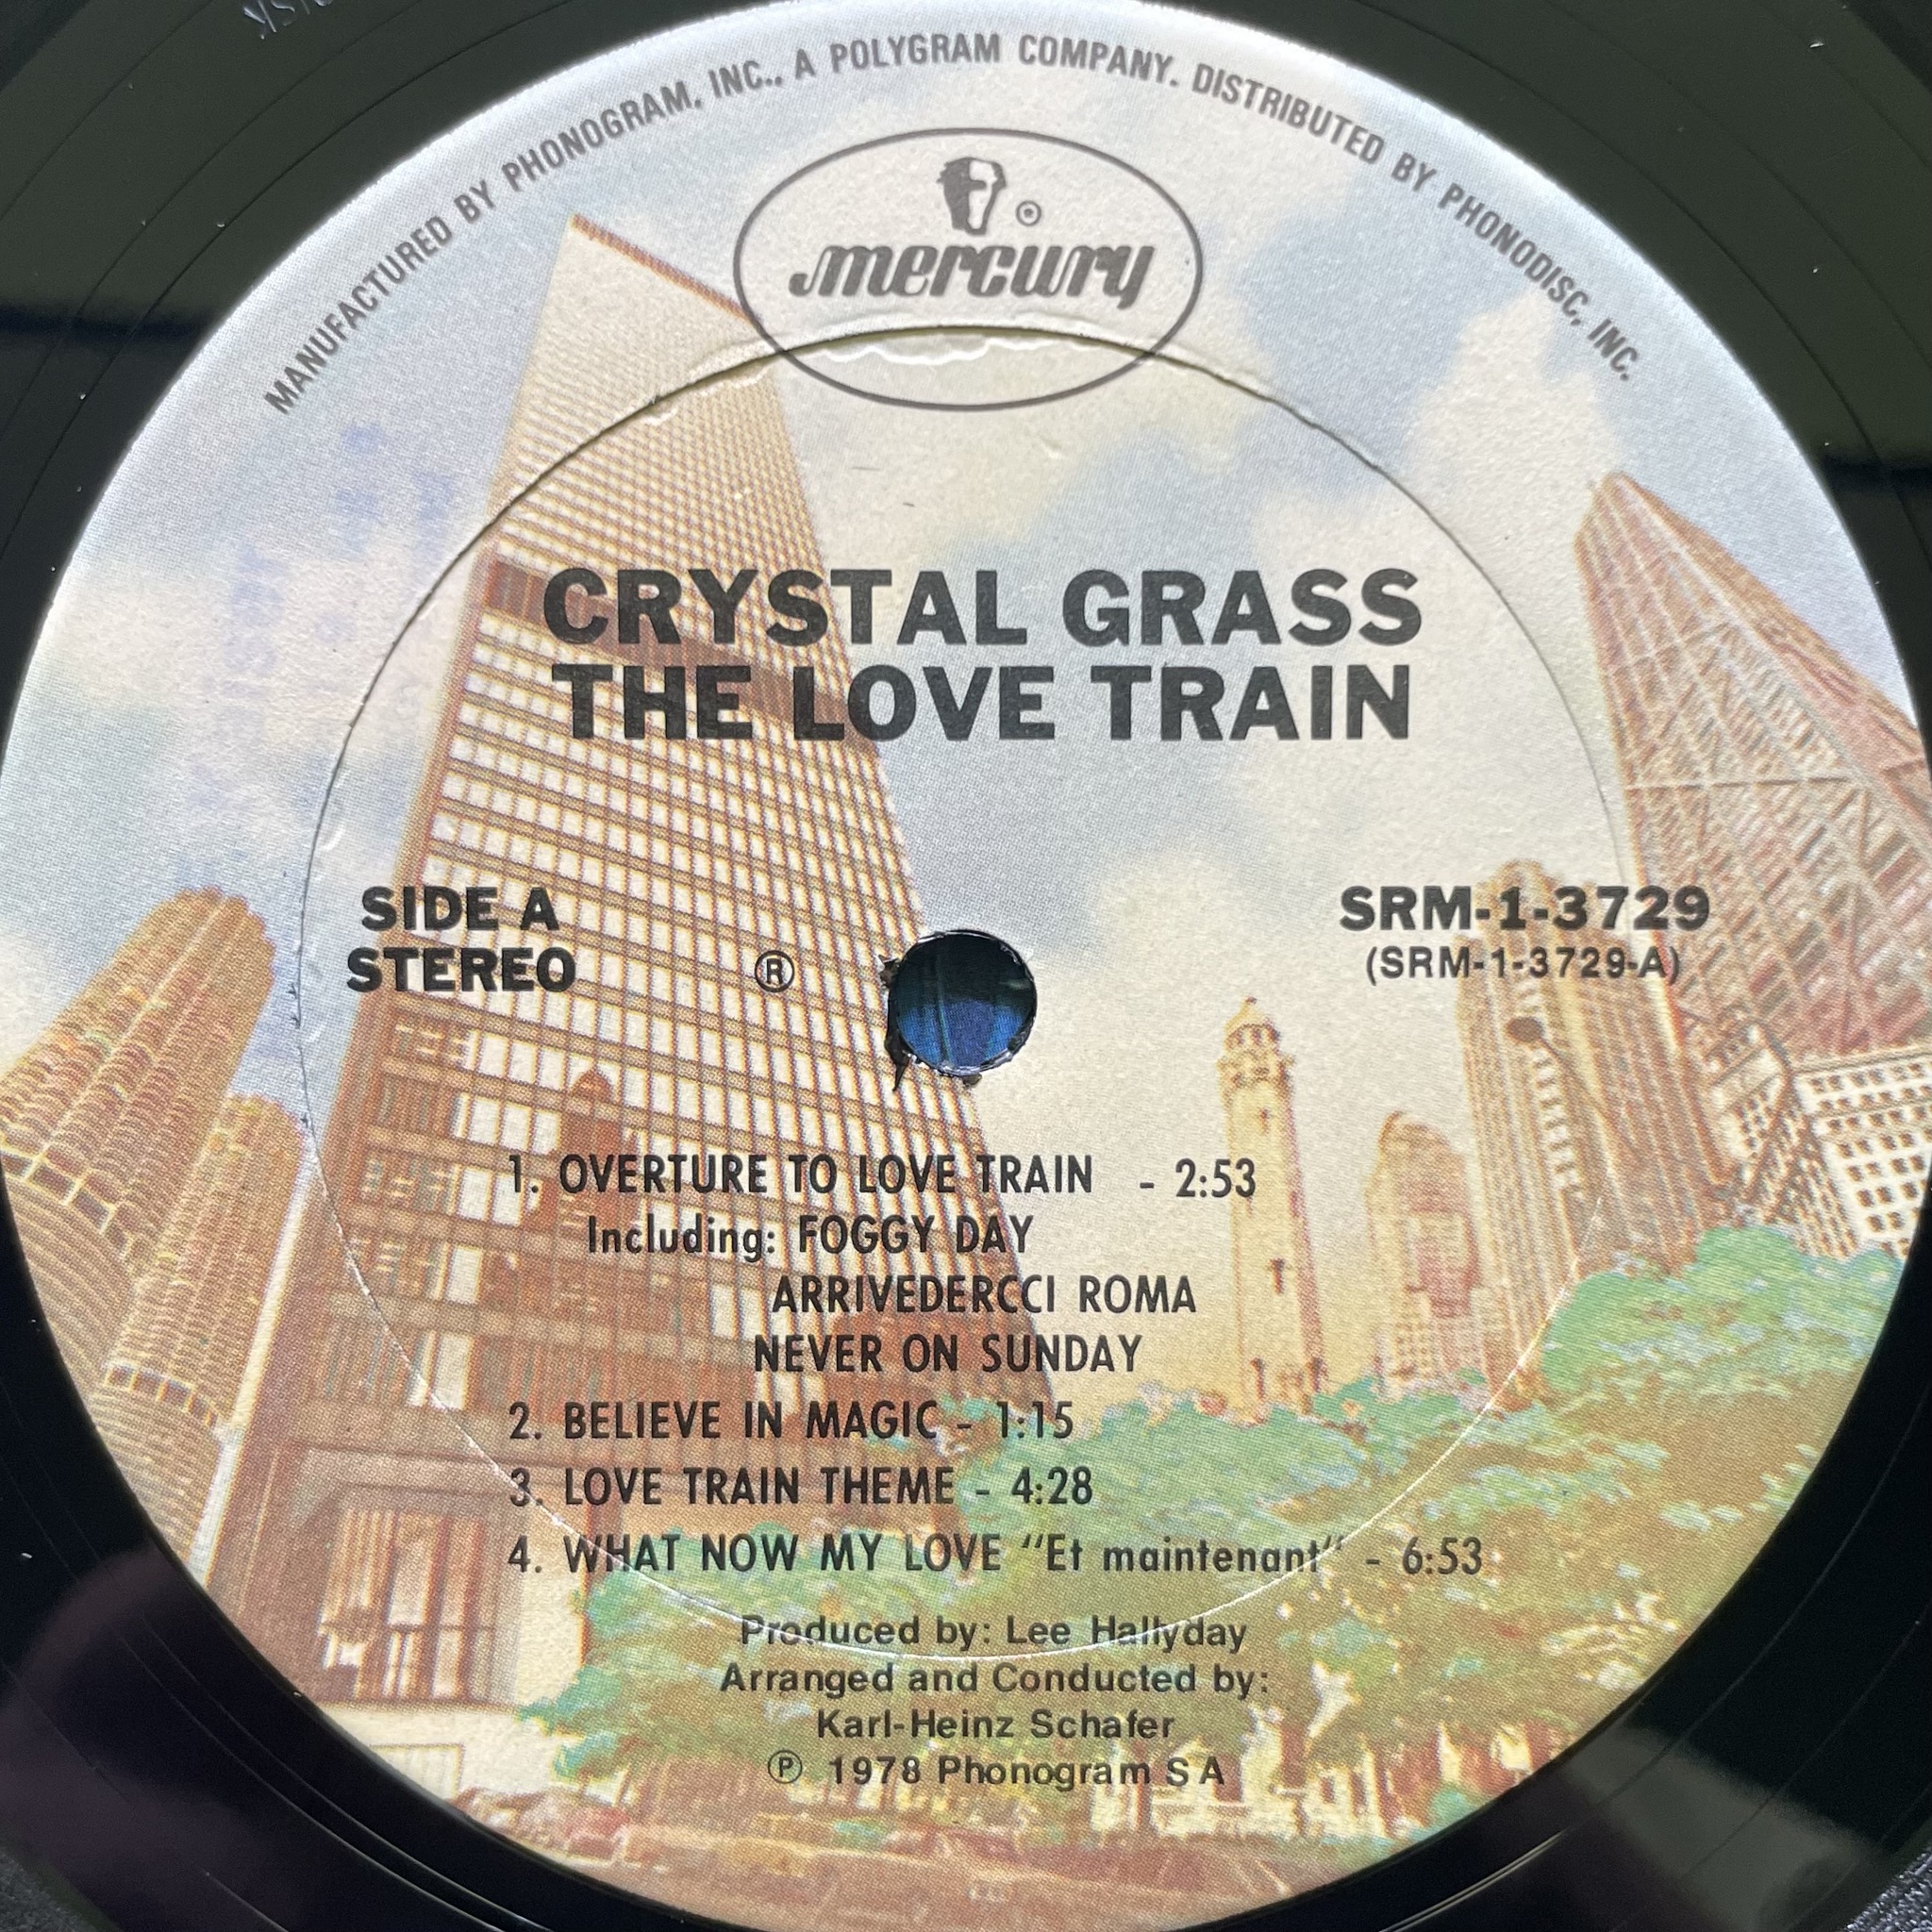 MANUFACTURED BY PHONOGRAM, INC., A POLYGRAM COMPANY. DISTRIBUTED BY PHONODISC, INC.
®
mercury
CRYSTAL GRASS
THE LOVE TRAIN
SIDE A
STEREO
®
SRM-1-3729
(SRM-1-3729-A)
1. OVERTURE TO LOVE TRAIN - 2:53
Including: FOGGY DAY
ARRIVEDERCCI ROMA
NEVER ON SUNDAY
2. BELIEVE IN MAGIC - 1:15
3. LOVE TRAIN THEME - 4:28
4. WHAT NOW MY LOVE "Et maintenant" - 6:53
Produced by: Lee Hallyday
Arranged and Conducted by:
Karl-Heinz Schafer
℗ 1978 Phonogram S A